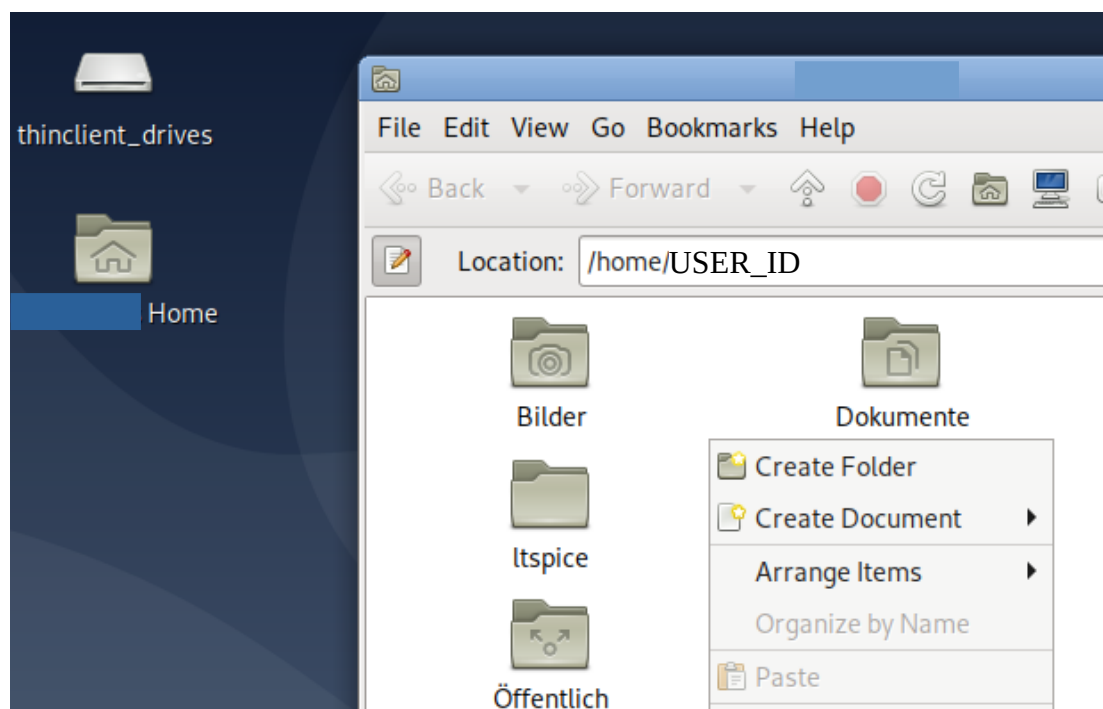 thinclient_drives
Home
File Edit View Go Bookmarks Help
Back Forward
Location: /home/USER_ID
Bilder
Dokumente
ltspice
Öffentlich
Create Folder
Create Document
Arrange Items
Organize by Name
Paste